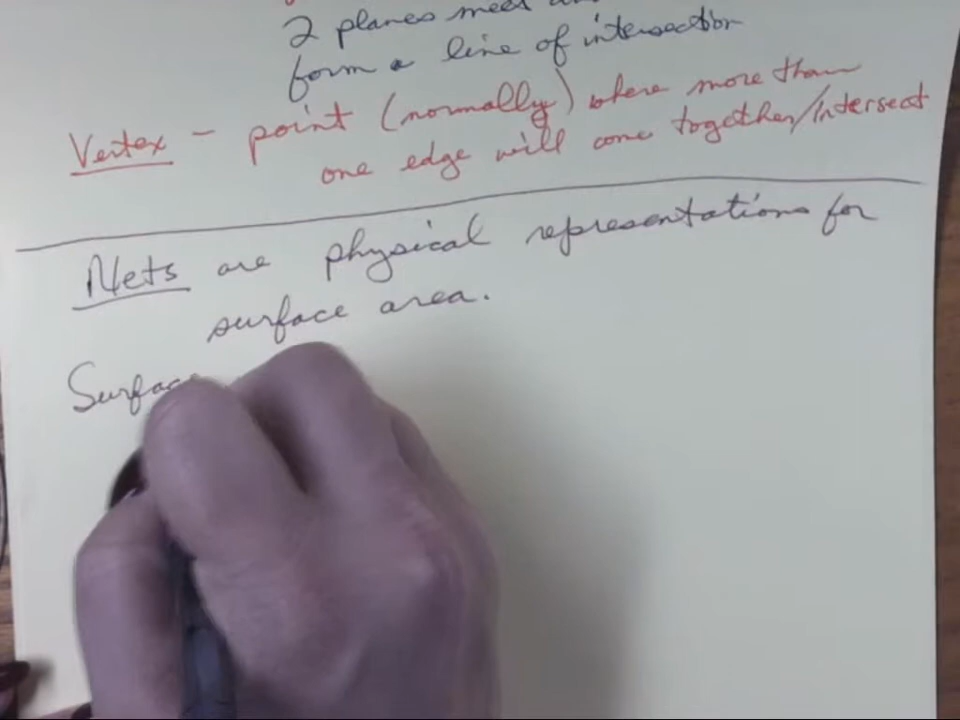 2 planes meet
form a line of intersection
Vertex - point (normally) where more than
one edge will come together/intersect
Nets are physical representations for
surface area.
Surfac